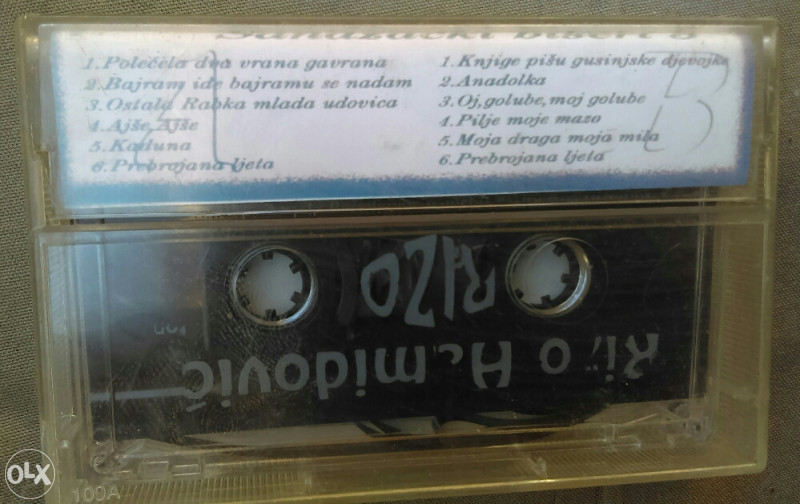 Sandžački biseri 3
1. Polećela dva vrana gavrana
2. Bajram ide bajramu se nadam
3. Ostala Rabka mlada udovica
4. Ajše, Ajše
5. Kaduna
6. Prebrojana ljeta
A
1. Knjige pišu gusinjske djevojke
2. Anadolka
3. Oj, golube, moj golube
4. Pilje moje mazo
5. Moja draga moja mila
6. Prebrojana ljeta
B
RIZO
Ri o H midović
OLX
100A